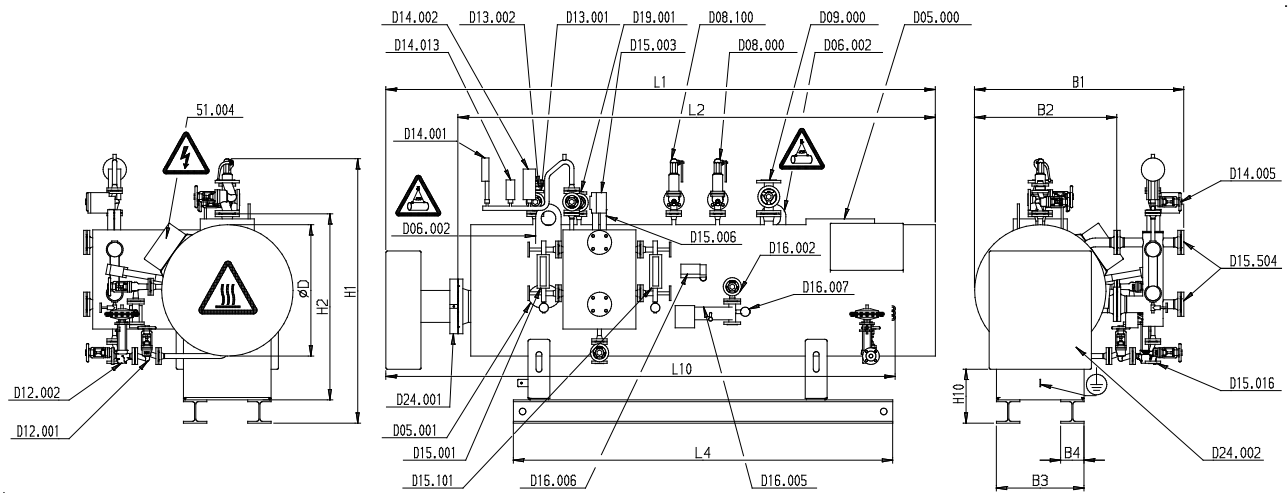 D14.002
D13.002
D13.001
D19.001
D08.100
D09.000
D05.000
D14.013
D15.003
D08.000
D06.002
L1
B1
L2
B2
51.004
D14.001
D14.005
D06.002
D15.006
D16.002
D15.504
D16.007
øD
H2
H1
L10
H10
D12.002
D24.001
D15.016
D12.001
D05.001
D15.001
L4
B4
D24.002
D15.101
D16.006
D16.005
B3